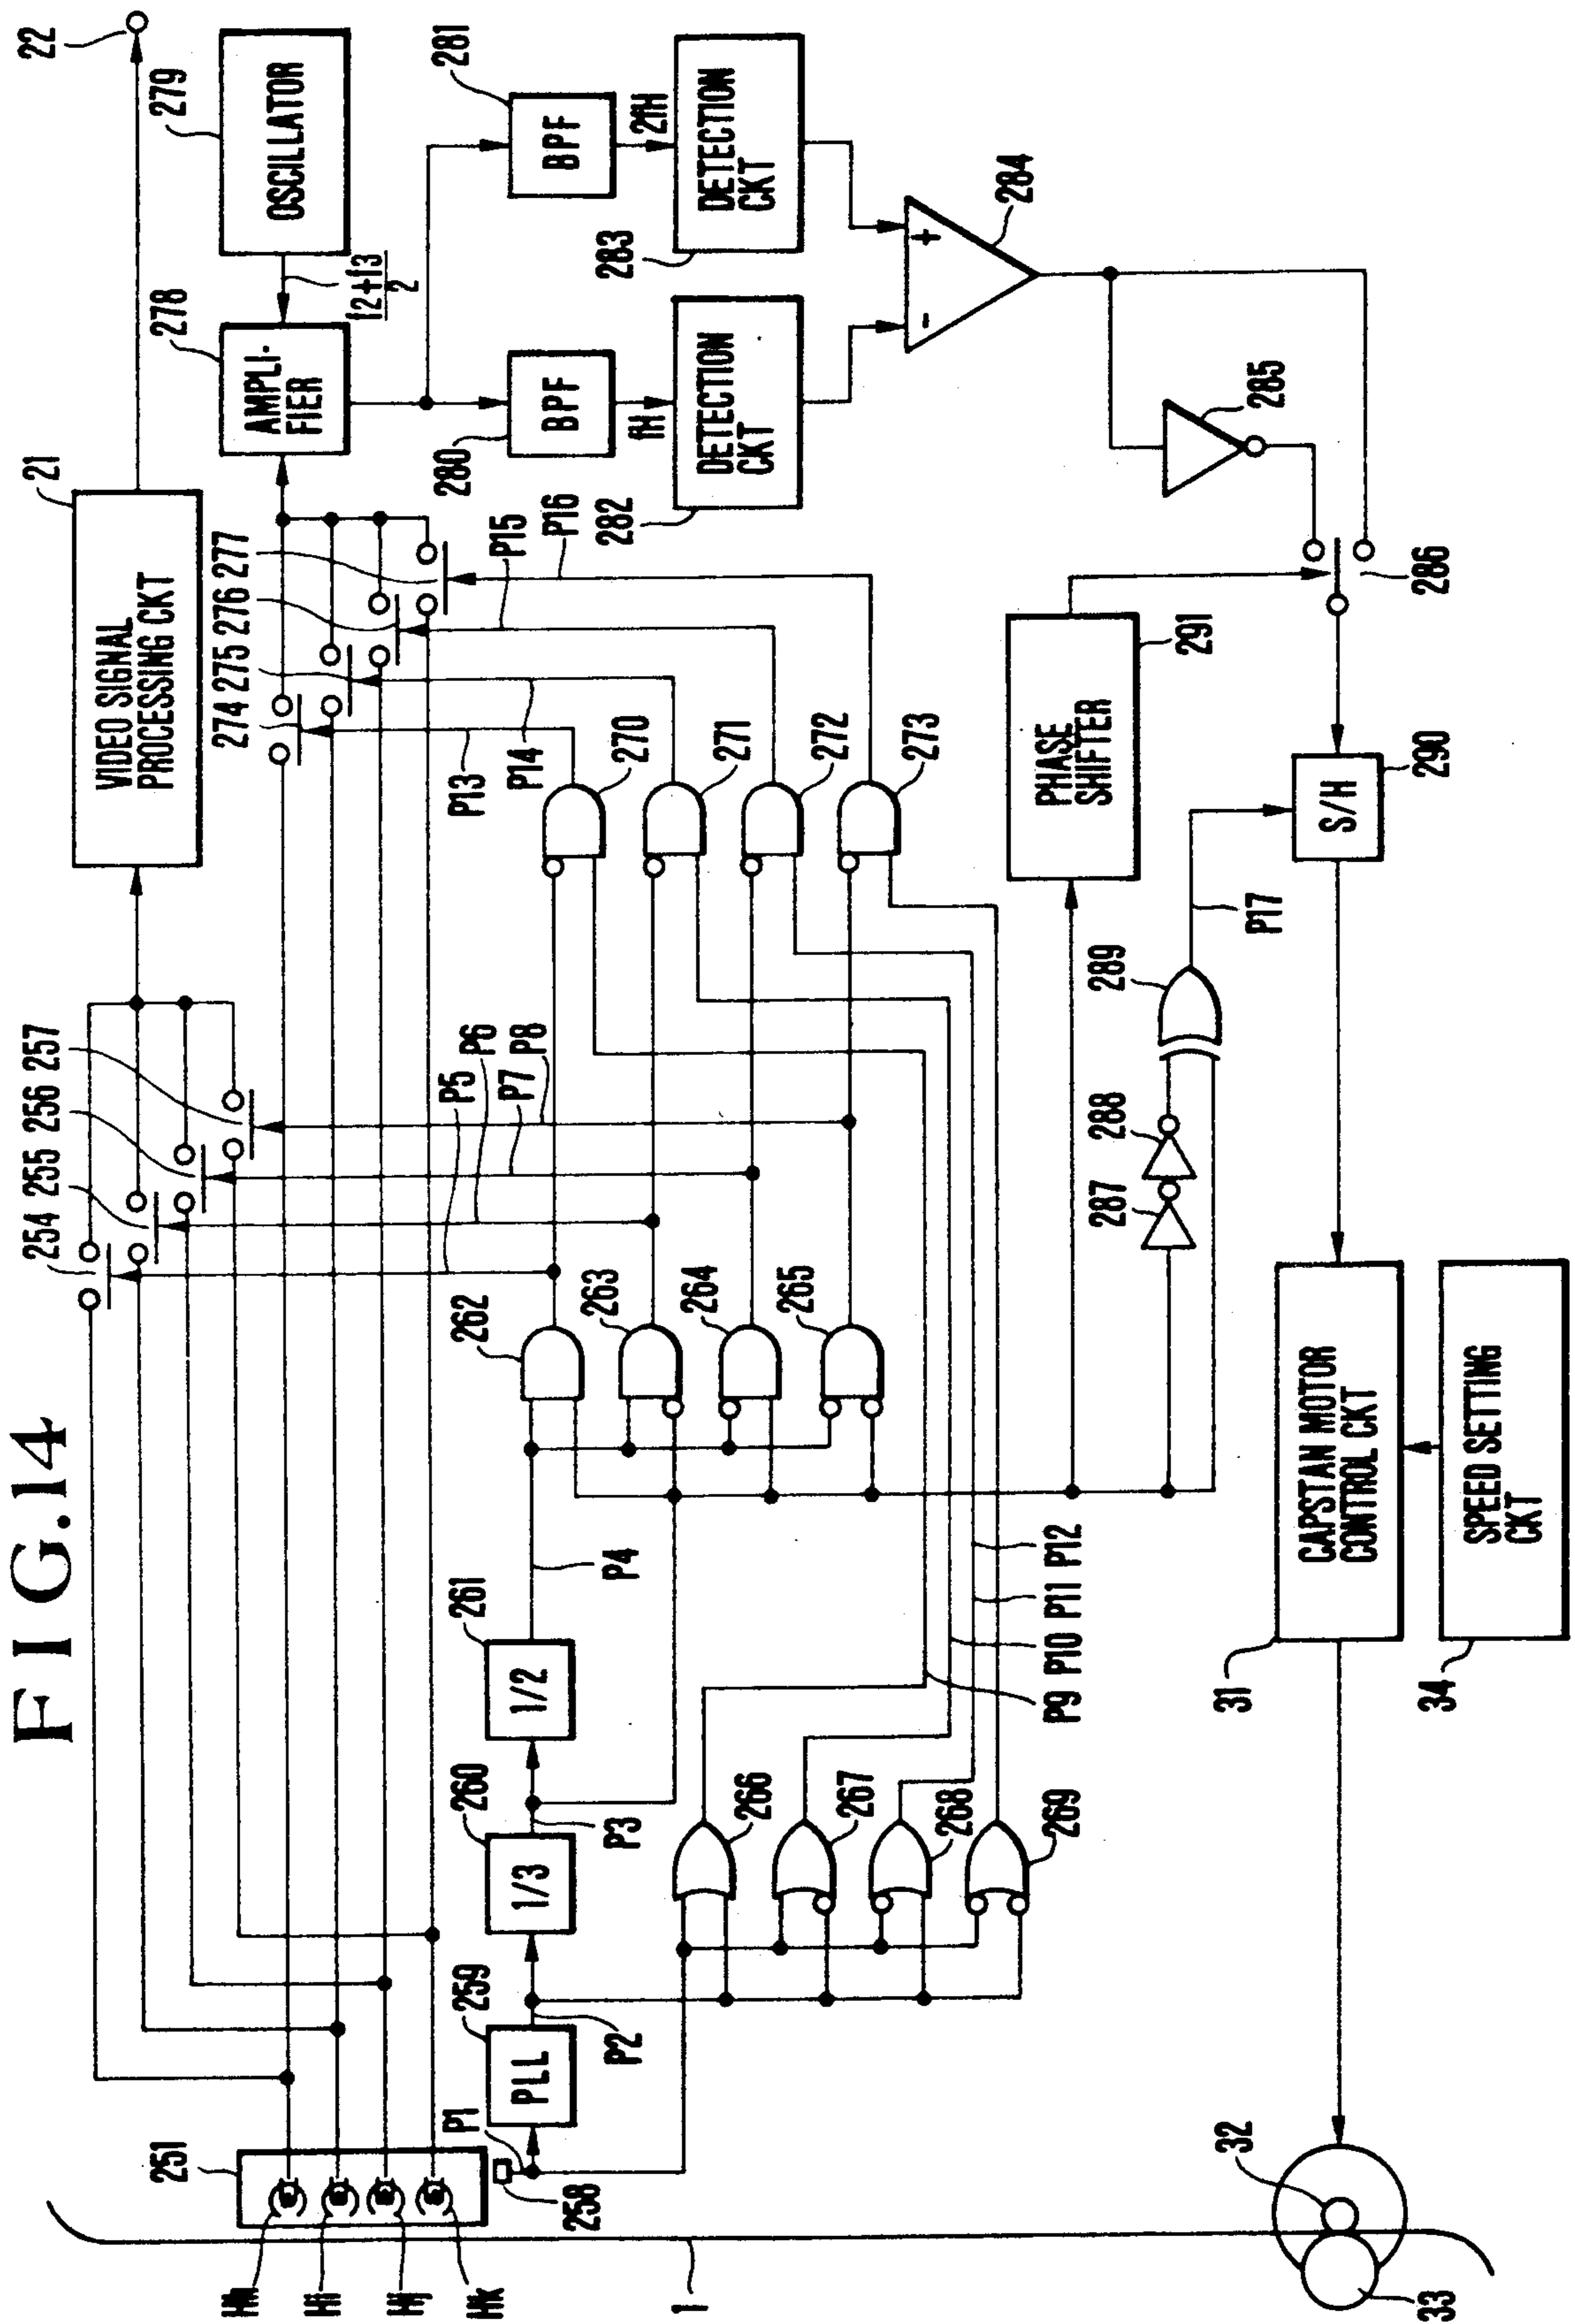 FIG.14
22
279
OSCILLATOR
281
BPF
2fH
DETECTION
CKT
283
284
278
AMPLI-
FIER
f2+f3
2
280
BPF
fH
DETECTION
CKT
282
285
286
21
VIDEO SIGNAL
PROCESSING CKT
274 275 276 277
P15
P16
P13
P14
270
271
272
273
PHASE
SHIFTER
291
S/H
290
P17
289
288
287
254 255 256 257
P5
P6
P7
P8
262
263
264
265
CAPSTAN MOTOR
CONTROL CKT
31
SPEED SETTING
CKT
34
P4
261
1/2
260
1/3
P3
259
PLL
P2
P1
P9 P10 P11 P12
266
267
268
269
251
258
Hh
Hi
Hj
Hk
1
32
33